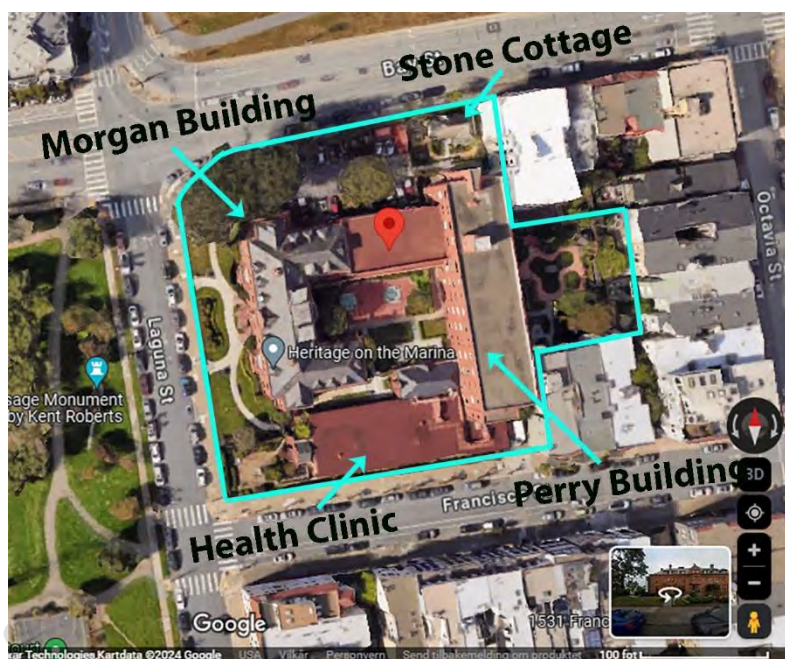 Stone Cottage
Morgan Building
Octavia St
Laguna St
Heritage on the Marina
sage Monument
by Kent Roberts
3D
Perry Building
Francisc
Health Clinic
Google
1531 Franc
Technologies,Kartdata ©2024 Google USA Vilkår Personvern Send tilbakemelding om produktet 100 fot